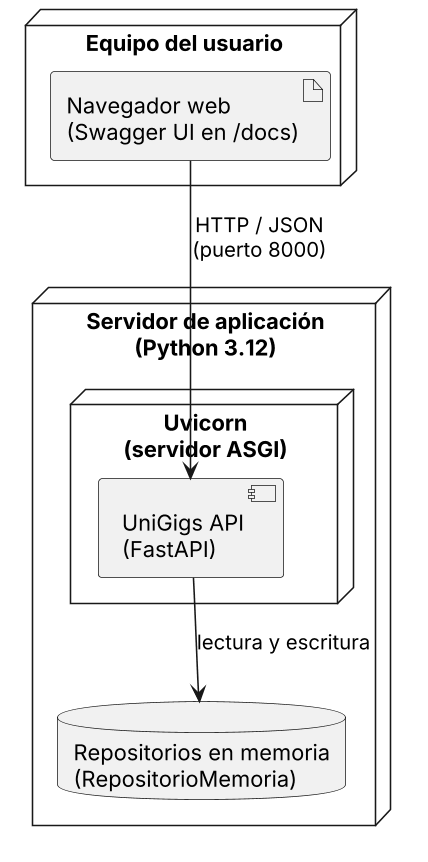 Equipo del usuario
Navegador web
(Swagger UI en /docs)
HTTP / JSON
(puerto 8000)
Servidor de aplicación
(Python 3.12)
Uvicorn
(servidor ASGI)
UniGigs API
(FastAPI)
lectura y escritura
Repositorios en memoria
(RepositorioMemoria)